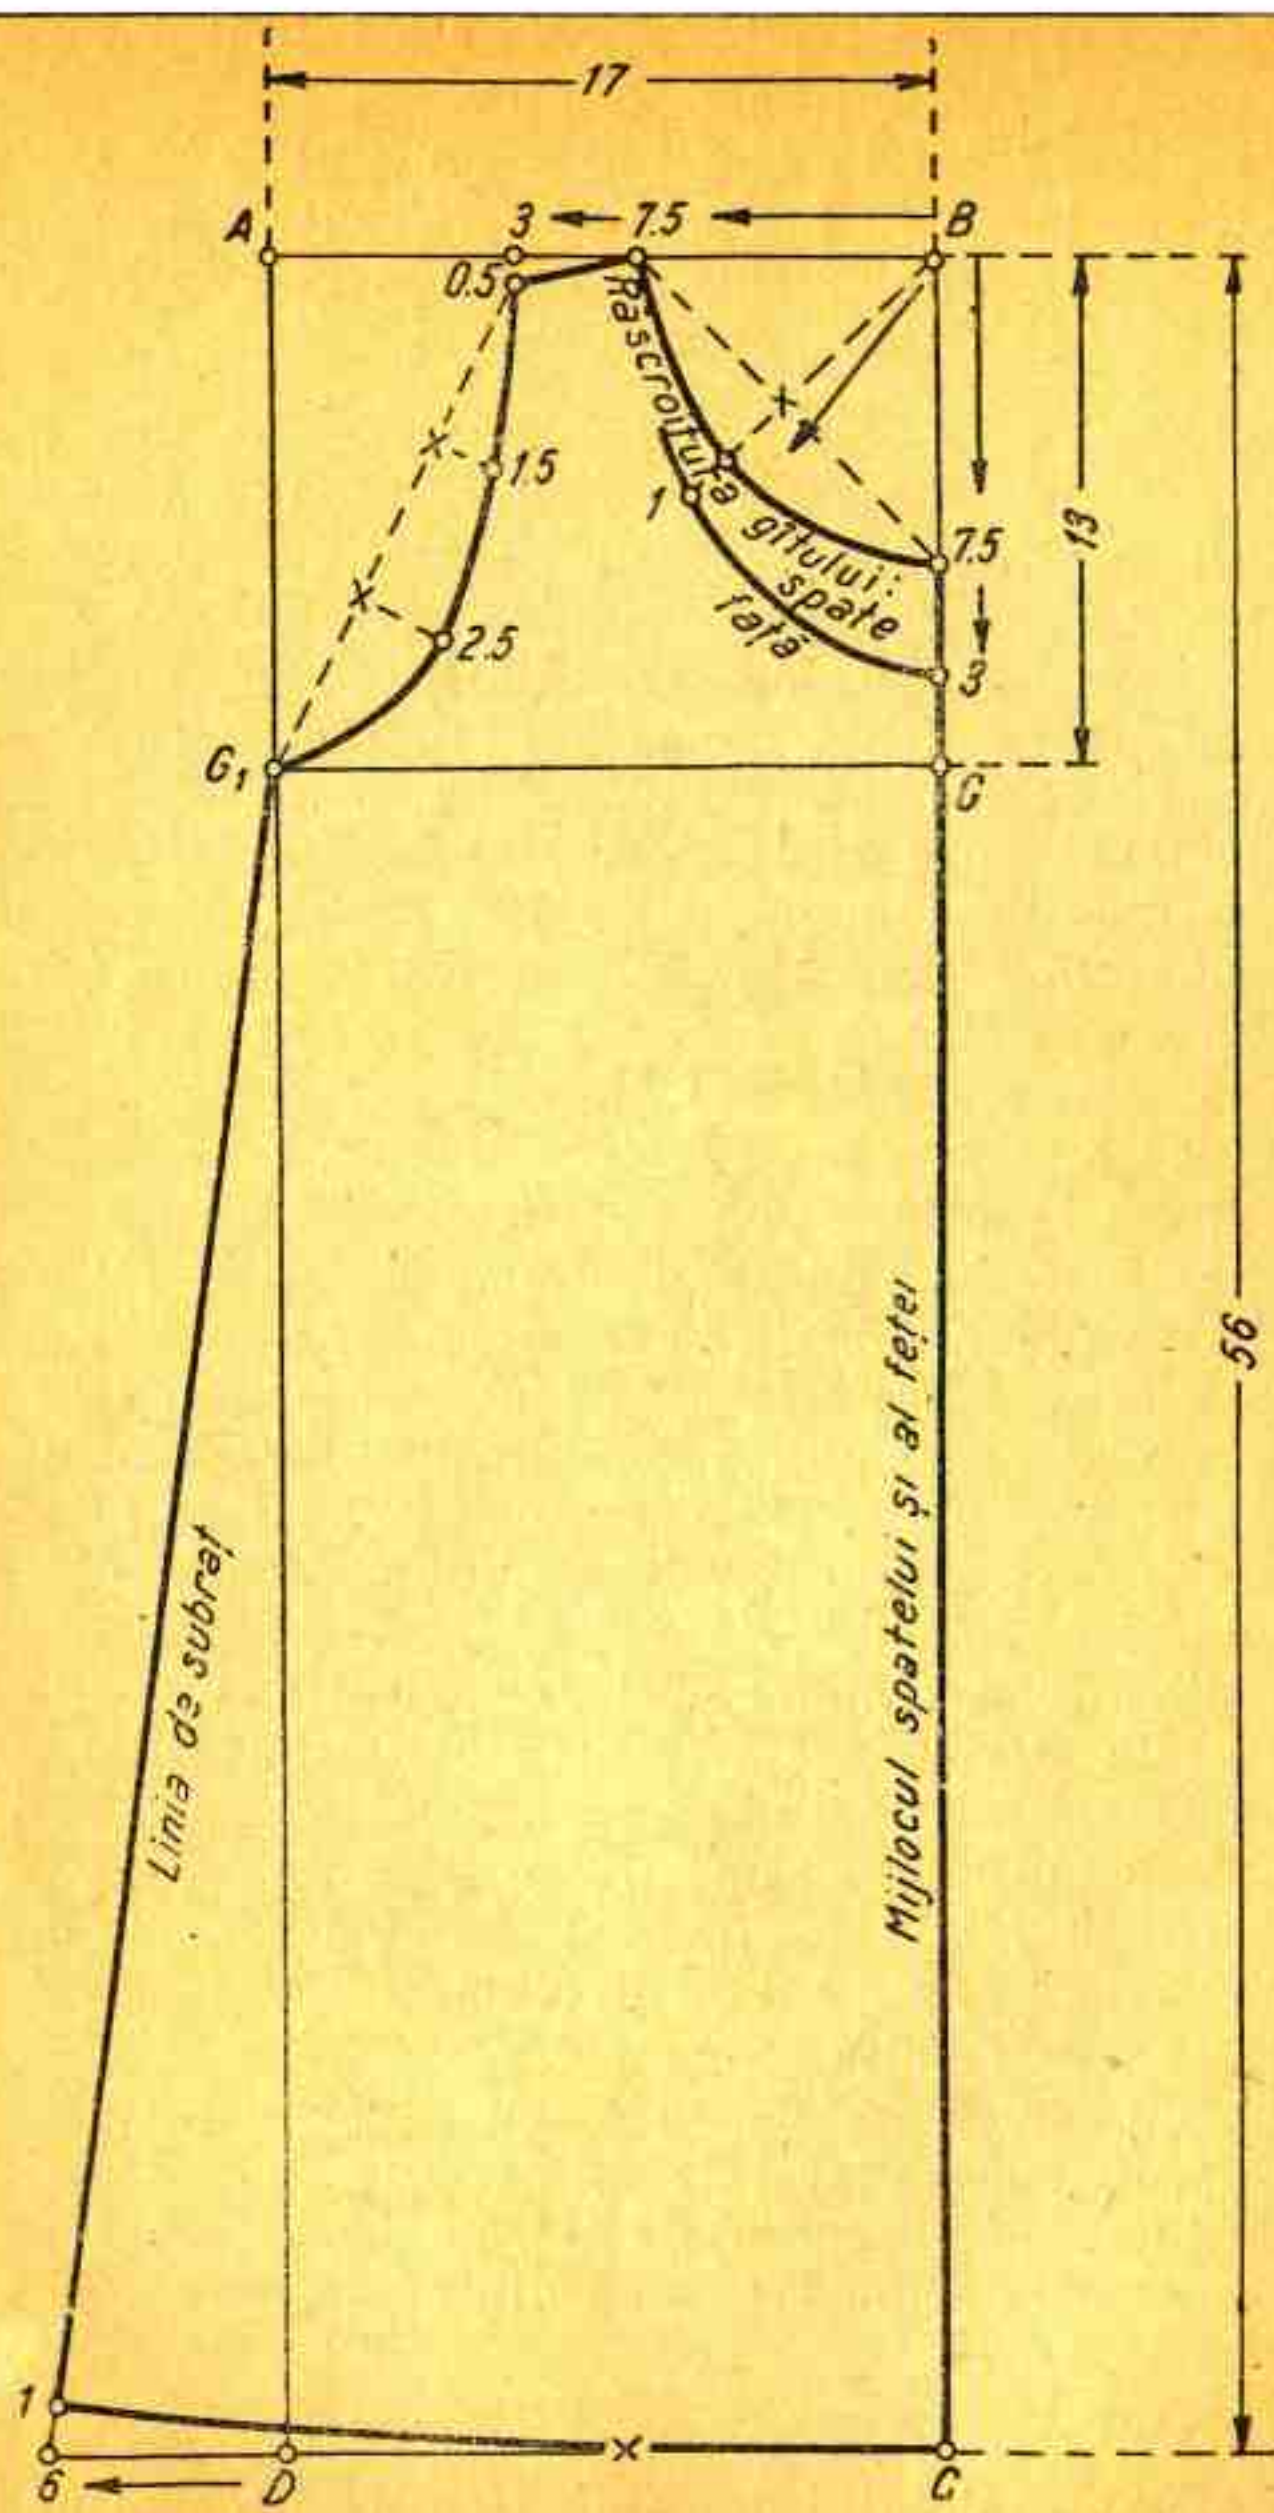 17
A 3 7.5 B
0.5
Răscroitura gîtului:
spate
față
1.5
1
13
7.5
2.5
3
G₁
G
56
Mijlocul spatelui și al feței
Linia de subraț
1
6 D C